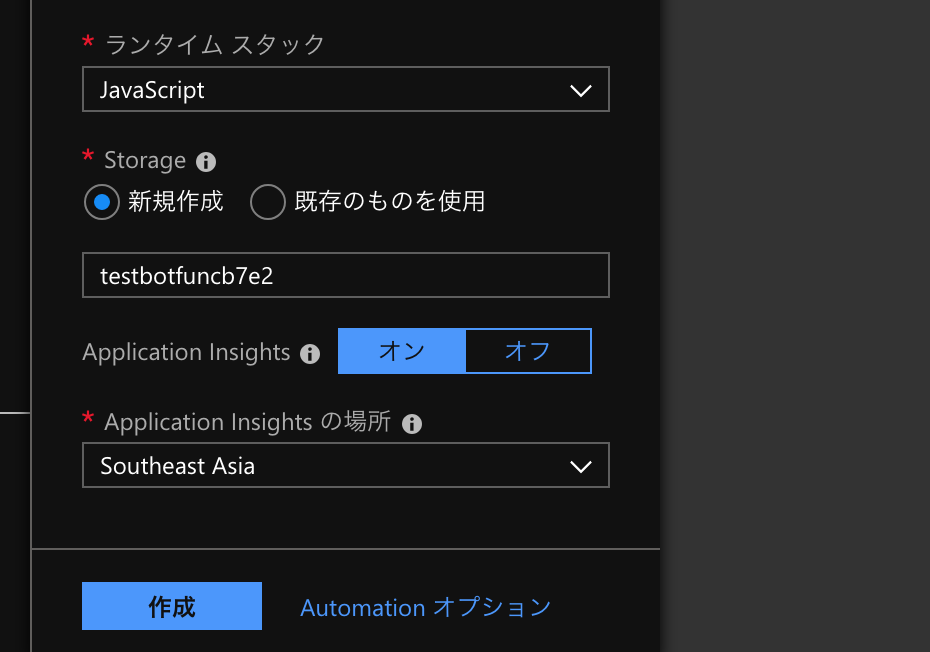 * ランタイム スタック
JavaScript
* Storage
新規作成 既存のものを使用
testbotfuncb7e2
Application Insights オン オフ
* Application Insights の場所
Southeast Asia
作成 Automation オプション